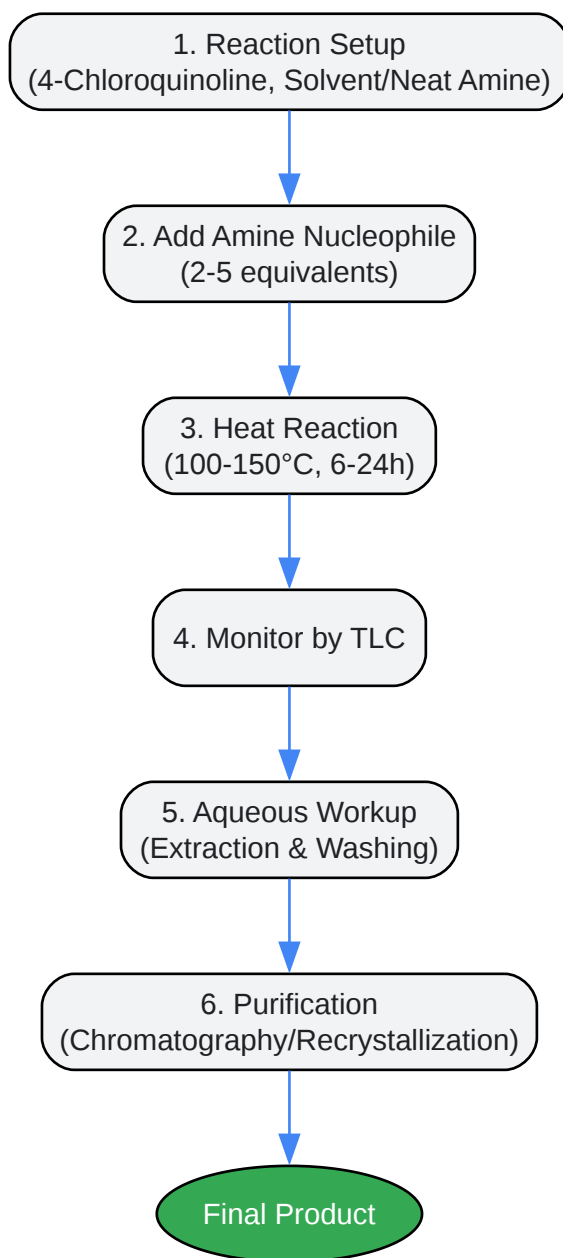 1. Reaction Setup
(4-Chloroquinoline, Solvent/Neat Amine)
2. Add Amine Nucleophile
(2-5 equivalents)
3. Heat Reaction
(100-150°C, 6-24h)
4. Monitor by TLC
5. Aqueous Workup
(Extraction & Washing)
6. Purification
(Chromatography/Recrystallization)
Final Product